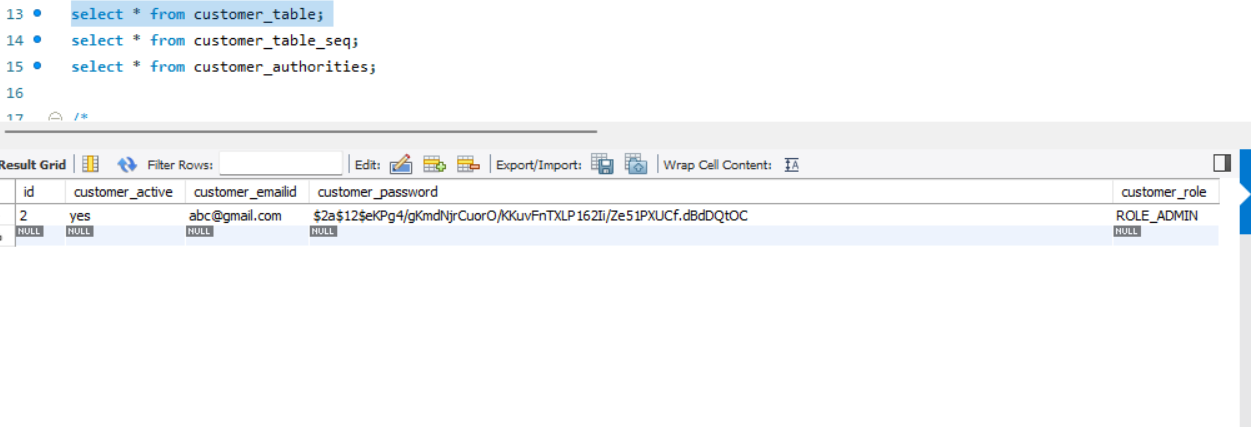 13 select * from customer_table;
14 select * from customer_table_seq;
15 select * from customer_authorities;
16
17 /*
Result Grid Filter Rows: Edit: Export/Import: Wrap Cell Content: IA
id customer_active customer_emailid customer_password customer_role
2 yes abc@gmail.com $2a$12$eKPg4/gKmdNjrCuorO/KKuvFnTXLP162Ii/Ze51PXUCf.dBdDQtOC ROLE_ADMIN
NULL NULL NULL NULL NULL